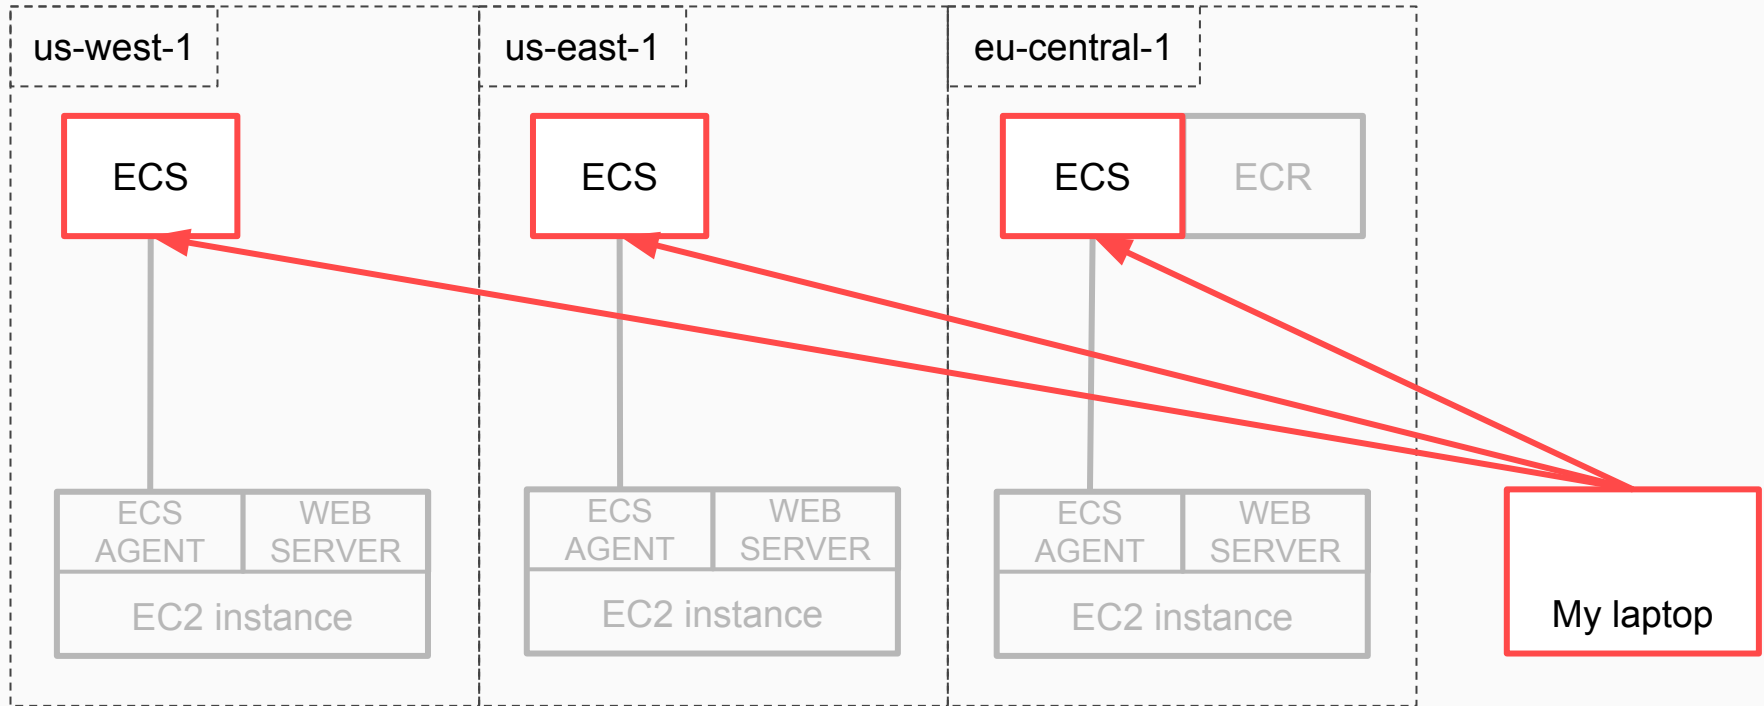 us-west-1
us-east-1
eu-central-1
ECS
ECS
ECS
ECR
ECS
AGENT
WEB
SERVER
EC2 instance
ECS
AGENT
WEB
SERVER
EC2 instance
ECS
AGENT
WEB
SERVER
EC2 instance
My laptop